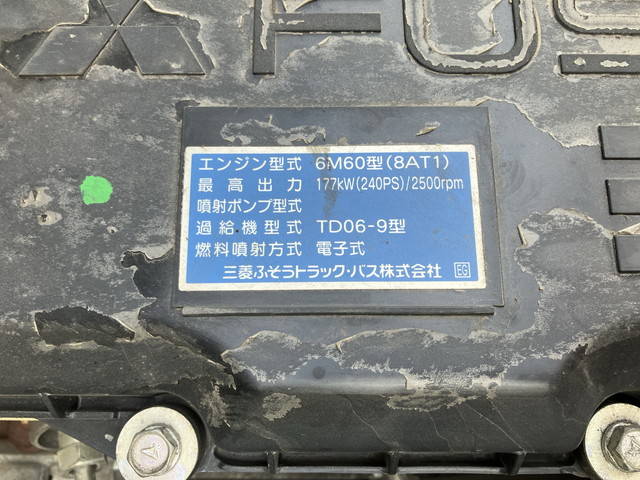 FUS
エンジン型式 6M60型(8AT1)
最高出力 177kW(240PS)/2500rpm
噴射ポンプ型式
過給機型式 TD06-9型
燃料噴射方式 電子式
三菱ふそうトラック・バス株式会社 EG